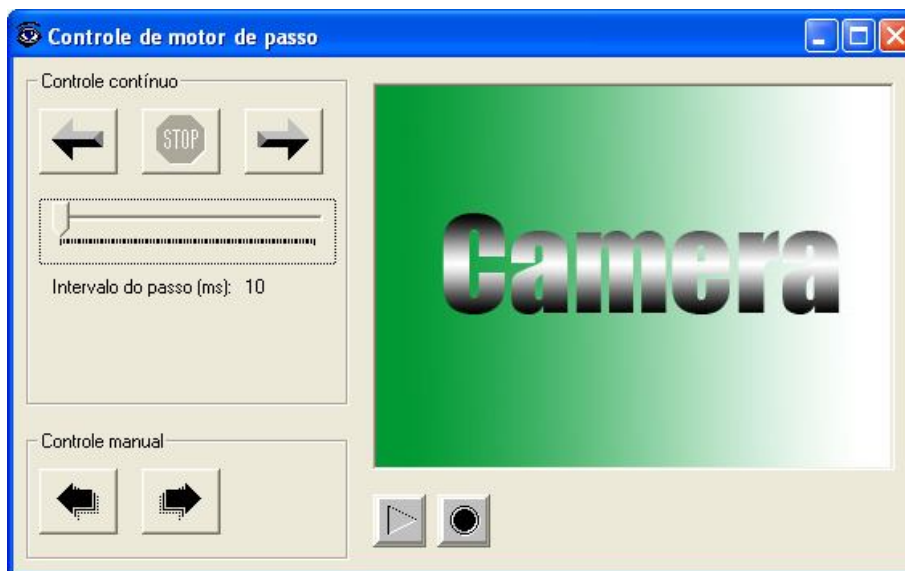 Controle de motor de passo
Controle contínuo
STOP
Intervalo do passo (ms): 10
Controle manual
Camera